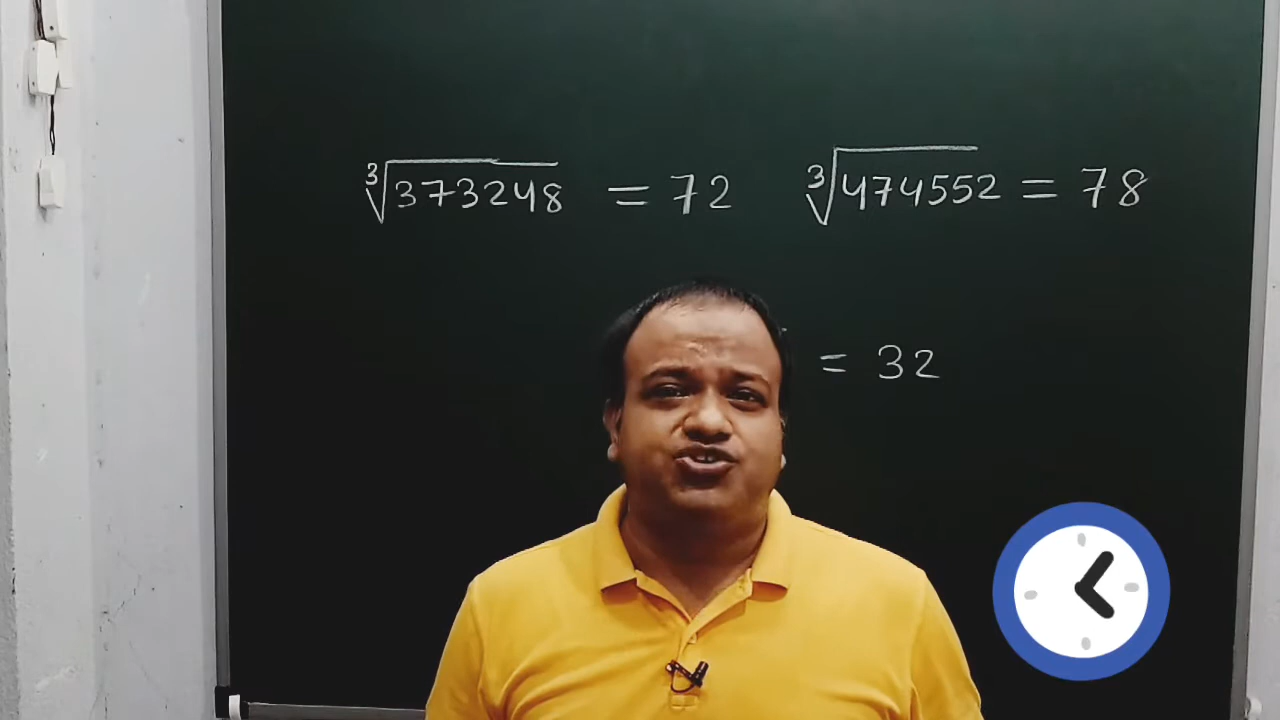 ∛373248 = 72 ∛474552 = 78
= 32